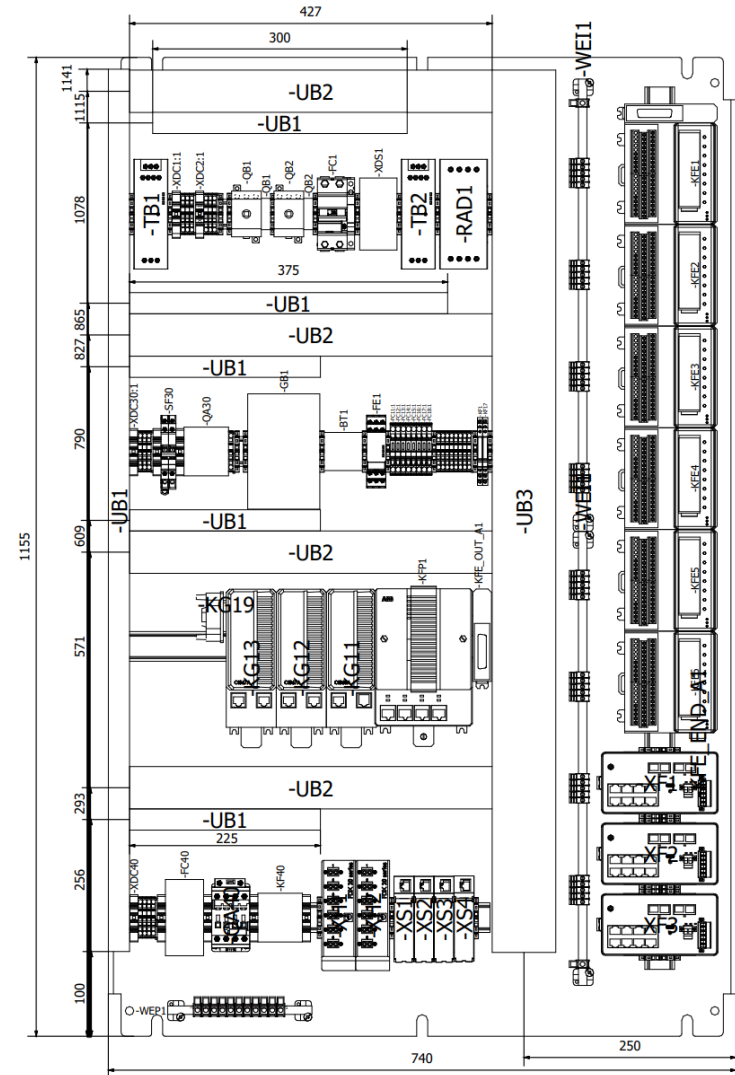 427
300
1141
1115
-UB2
-UB1
-WEI1
-XDC1:1
-XDC2:1
-QB1
QB1
-QB2
QB2
-FC1
-XDS1
-TB1
-TB2
-RAD1
-KFE1
1078
375
-KFE2
865
827
-UB1
-UB2
-UB1
-KFE3
-XDC30:1
-SF30
-QA30
-GB1
-BT1
-FE1
790
-KFE4
-UB1
-UB3
-WEI1
-UB1
609
1155
-UB2
-KFE5
-KG19
KG13
KG12
KG11
ABB
-KFP1
-KFE_OUT_A1
571
293
-UB2
-UB1
225
XF1
XF2
XF3
256
-XDC40
-FC40
QA40
-KF40
-XS1
-XS2
-XS3
100
-WEP1
250
740